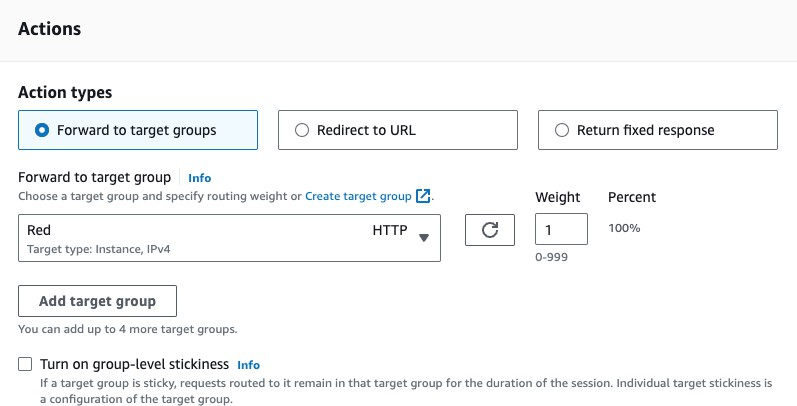 Actions
Action types
Forward to target groups
Redirect to URL
Return fixed response
Forward to target group Info
Choose a target group and specify routing weight or Create target group.
Weight Percent
Red HTTP
Target type: Instance, IPv4
1
100%
0-999
Add target group
You can add up to 4 more target groups.
Turn on group-level stickiness Info
If a target group is sticky, requests routed to it remain in that target group for the duration of the session. Individual target stickiness is
a configuration of the target group.